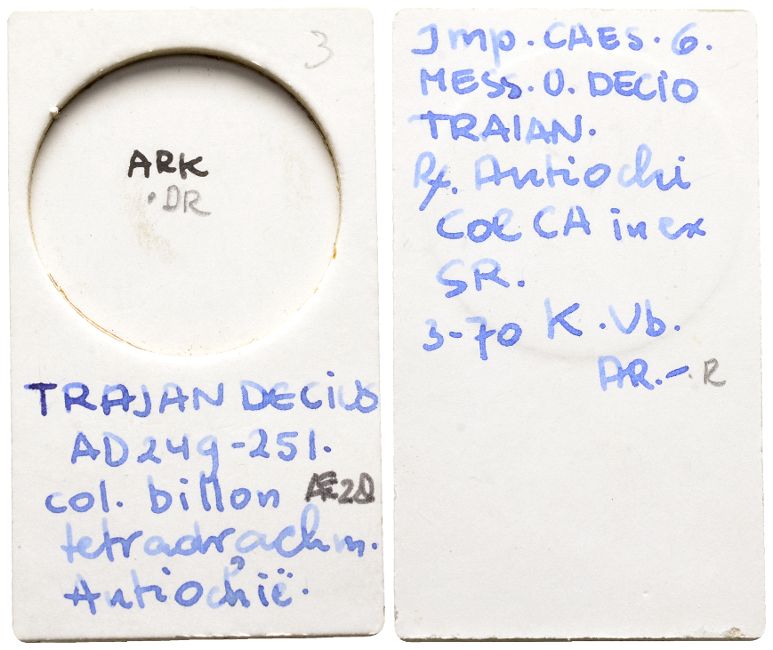 3
ARK
·DR
TRAJAN DECIUS
AD 249-251.
col. billon Æ28
tetradrachm.
Antiochië.
Imp. CAES. G.
MESS. U. DECIO
TRAIAN.
Rx. Antiochi
Col CA in ex
SR.
3-70 K. Vb.
AR.- R